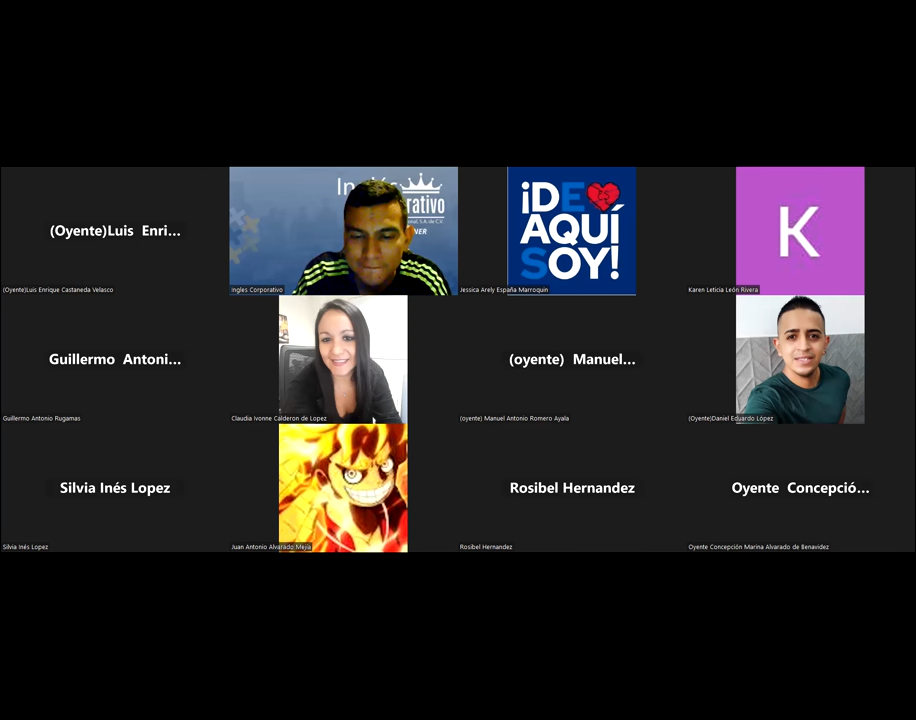 (Oyente)Luis Enri...
(Oyente)Luis Enrique Castaneda Velasco
Ingles Corporativo
¡DE
AQUÍ
SOY!
Jessica Arely España Marroquin
K
Karen Leticia León Rivera
Guillermo Antoni...
Guillermo Antonio Rugamas
Claudia Ivonne Calderon de Lopez
(oyente) Manuel...
(oyente) Manuel Antonio Romero Ayala
(Oyente)Daniel Eduardo López
Silvia Inés Lopez
Silvia Inés Lopez
Juan Antonio Alvarado Mejía
Rosibel Hernandez
Rosibel Hernandez
Oyente Concepció...
Oyente Concepción Marina Alvarado de Benavidez